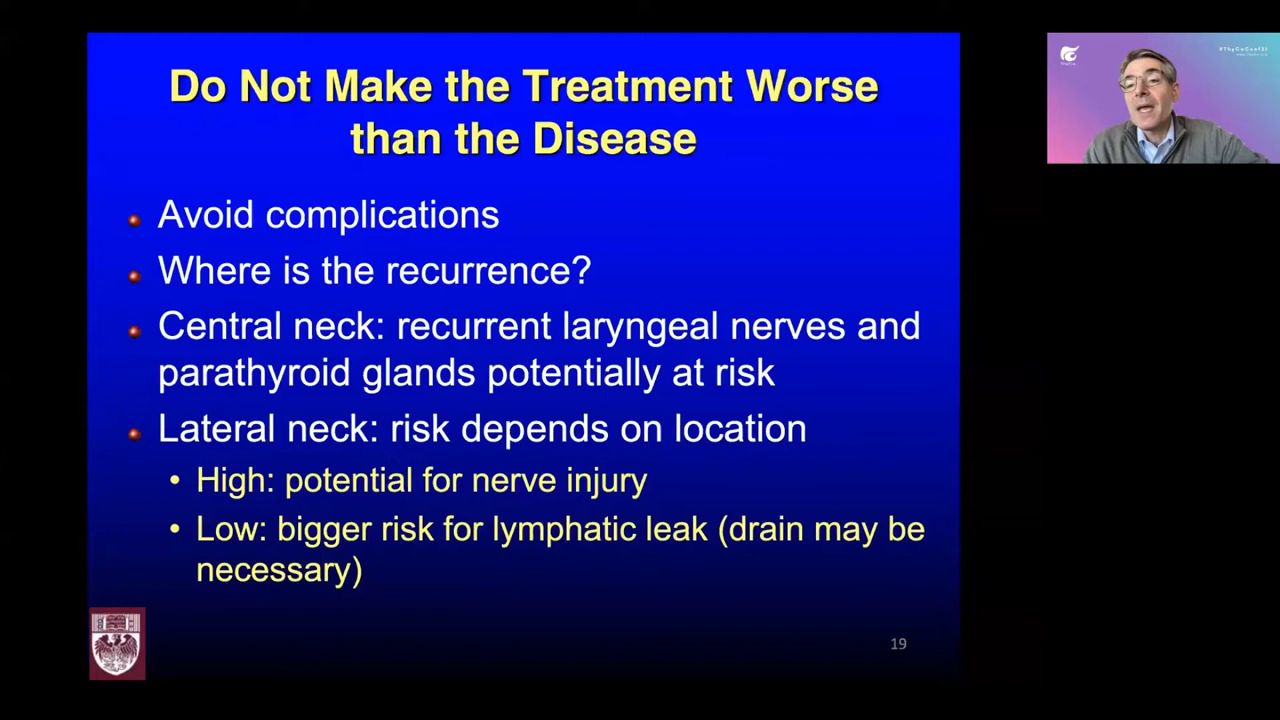 Do Not Make the Treatment Worse
than the Disease
Avoid complications
Where is the recurrence?
Central neck: recurrent laryngeal nerves and
parathyroid glands potentially at risk
Lateral neck: risk depends on location
• High: potential for nerve injury
• Low: bigger risk for lymphatic leak (drain may be
necessary)
19